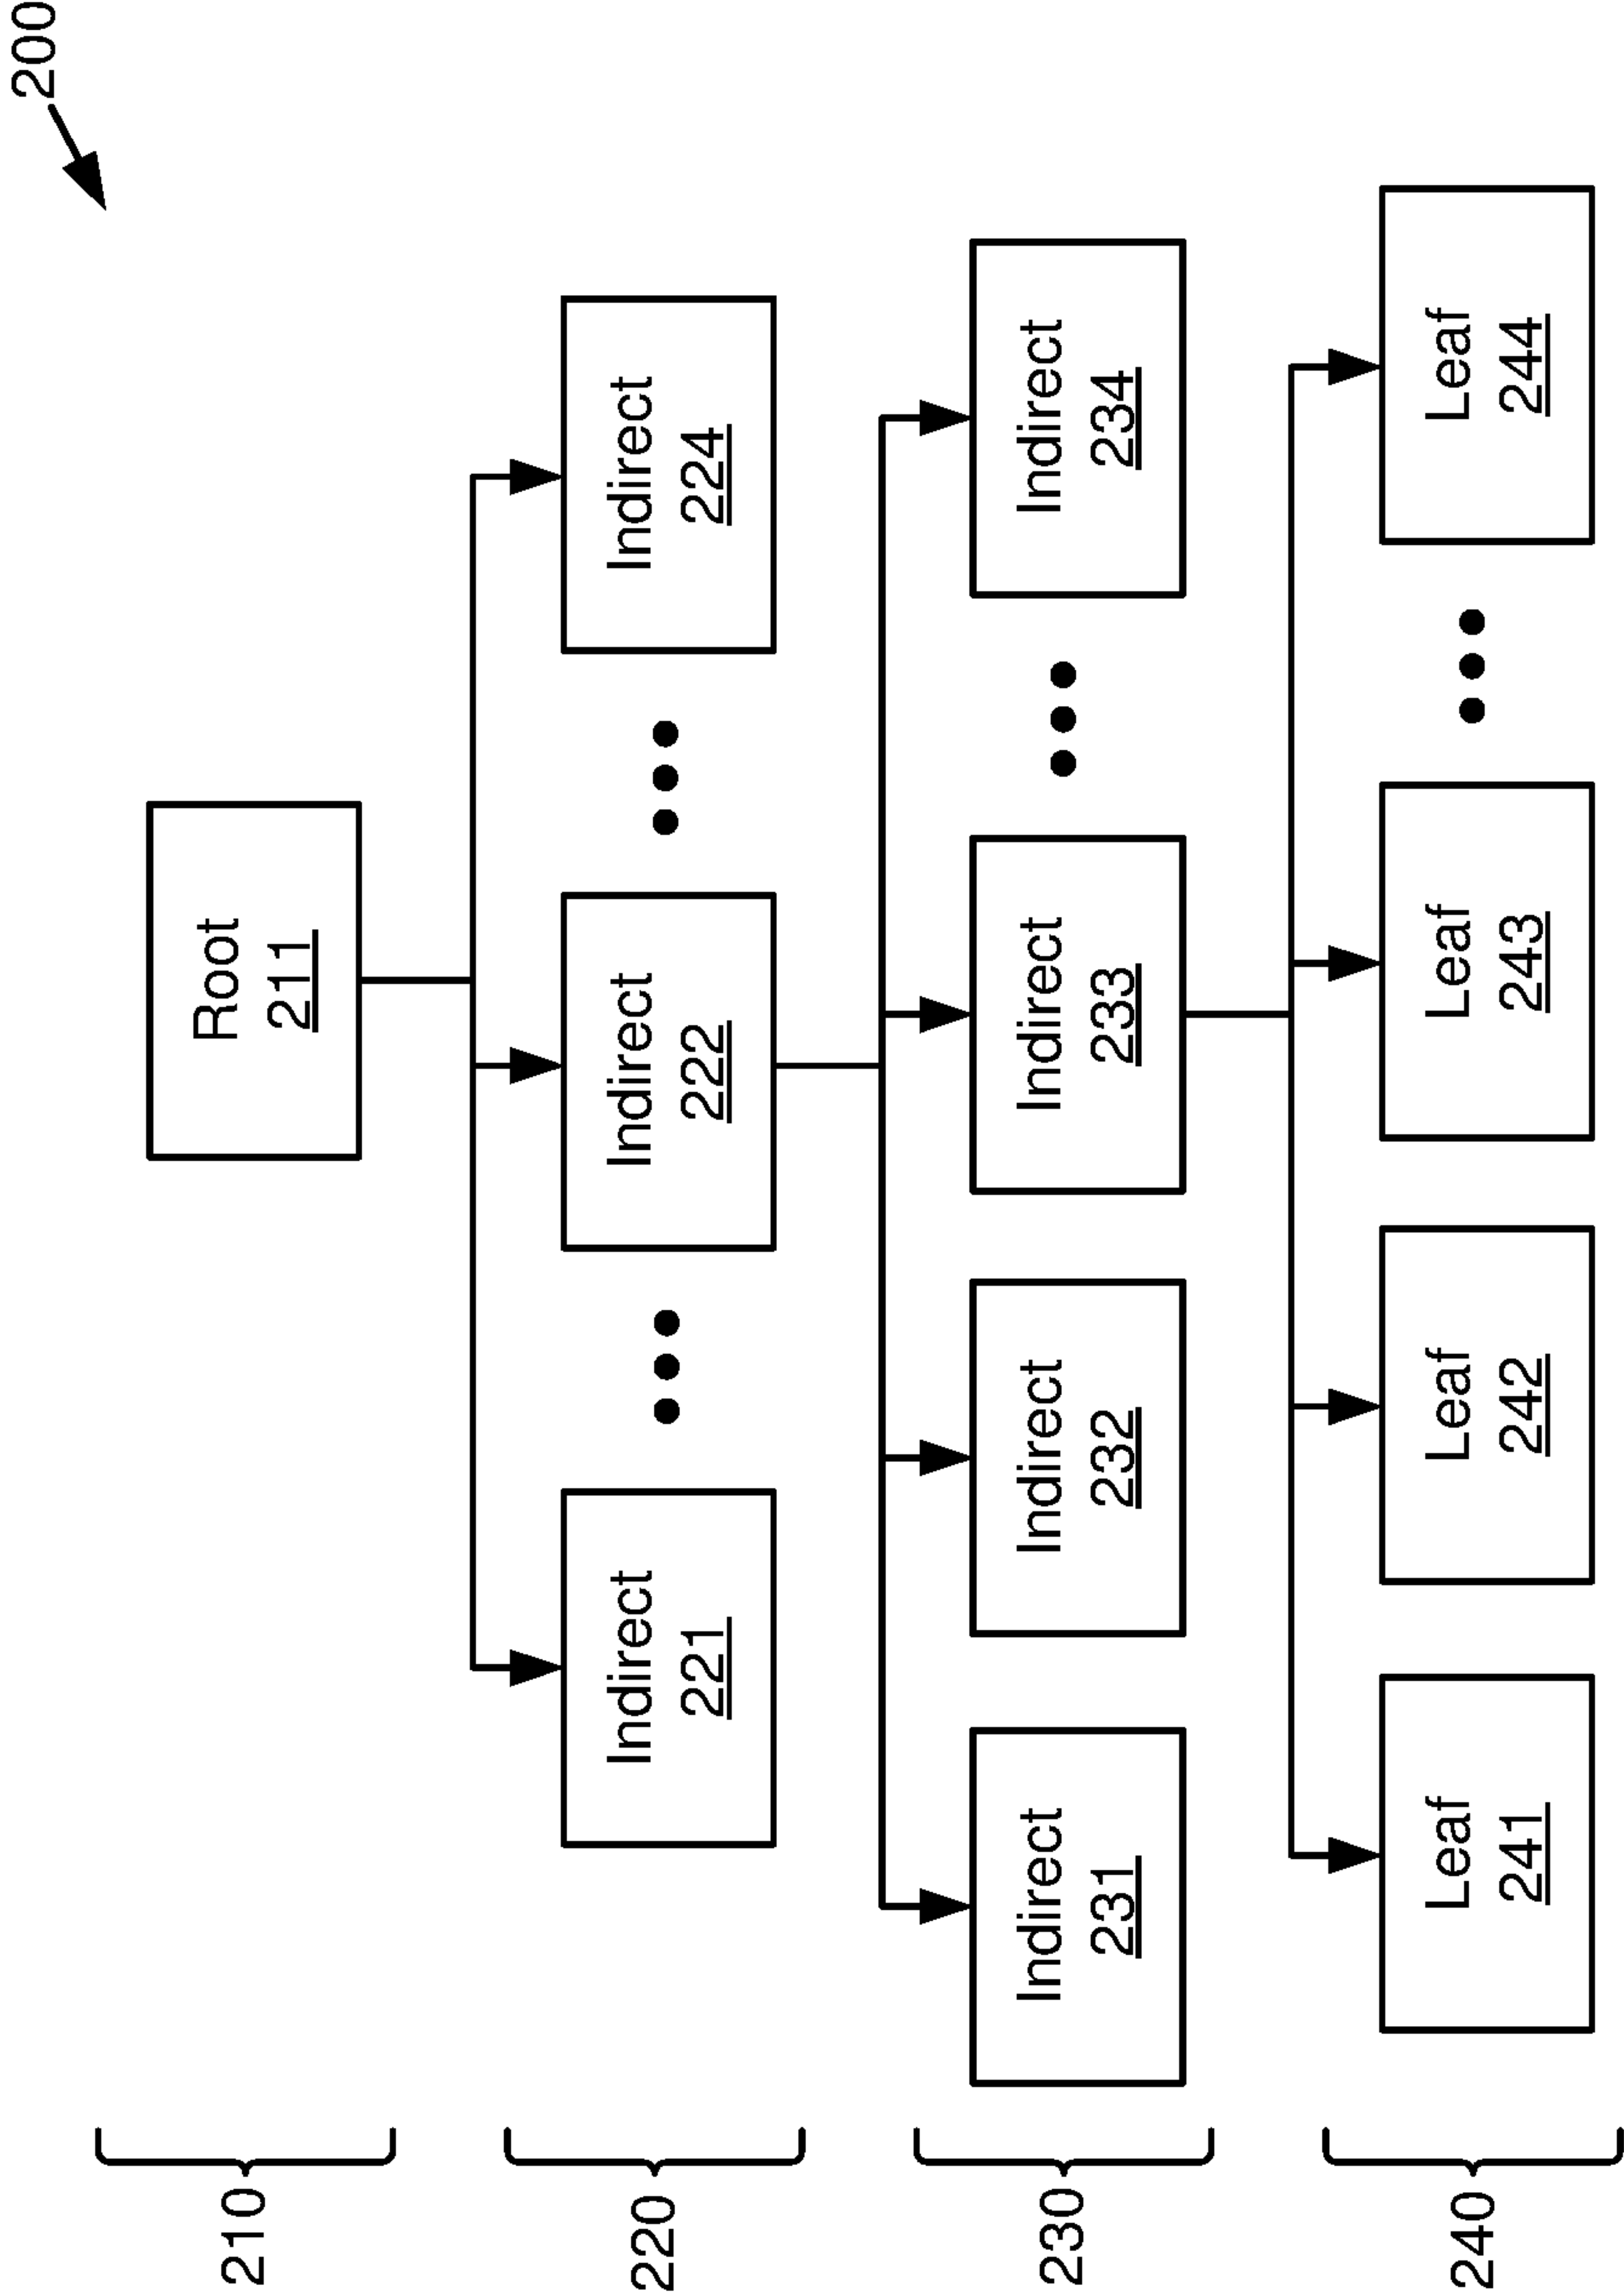 200
210
Root
211
220
Indirect
221
Indirect
222
Indirect
224
230
Indirect
231
Indirect
232
Indirect
233
Indirect
234
240
Leaf
241
Leaf
242
Leaf
243
Leaf
244